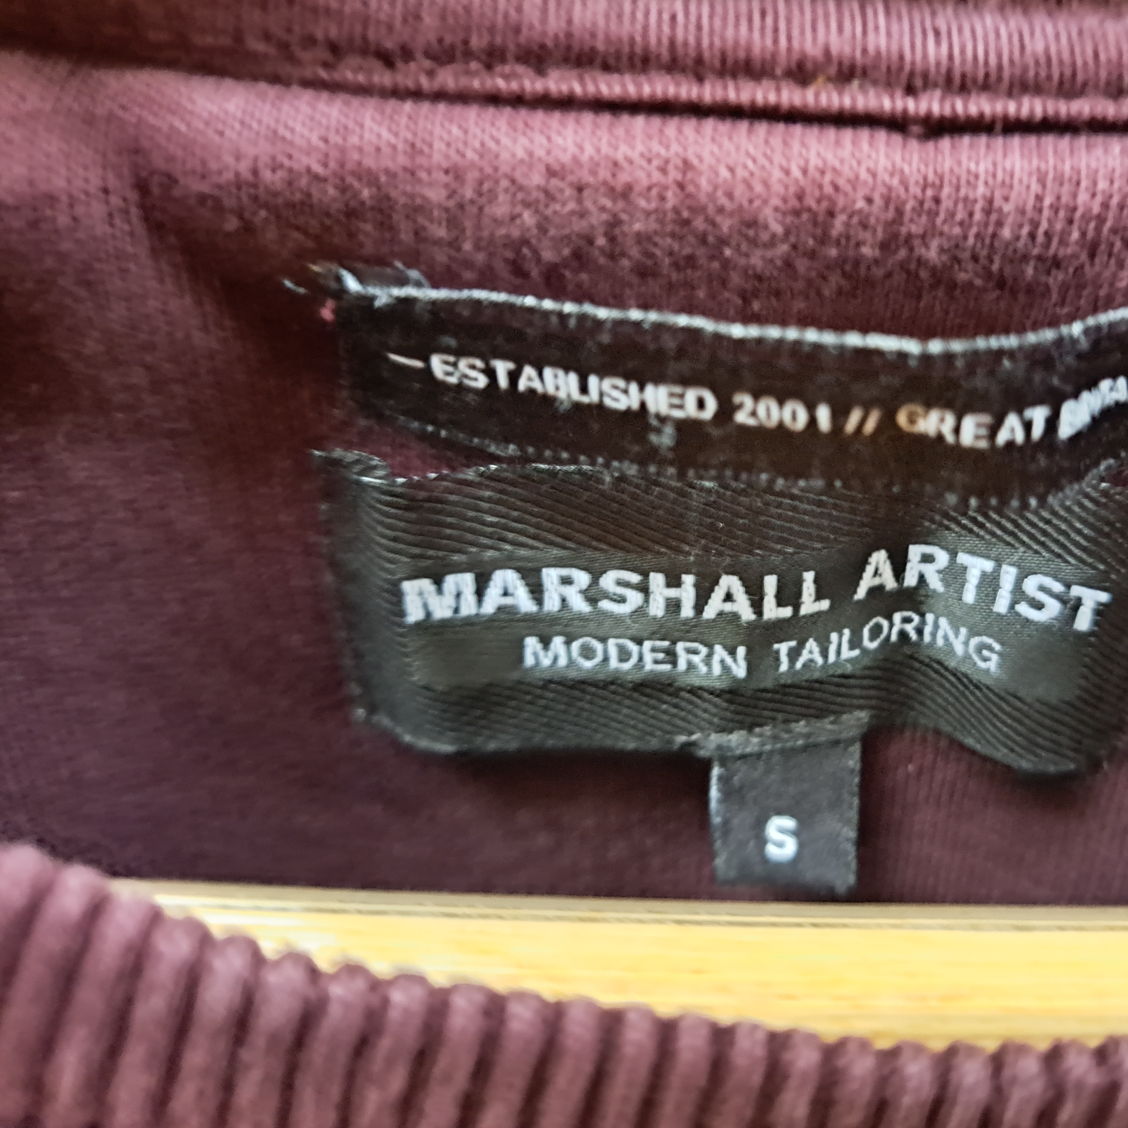 —ESTABLISHED 2001 // GREAT
MARSHALL ARTIST
MODERN TAILORING
S